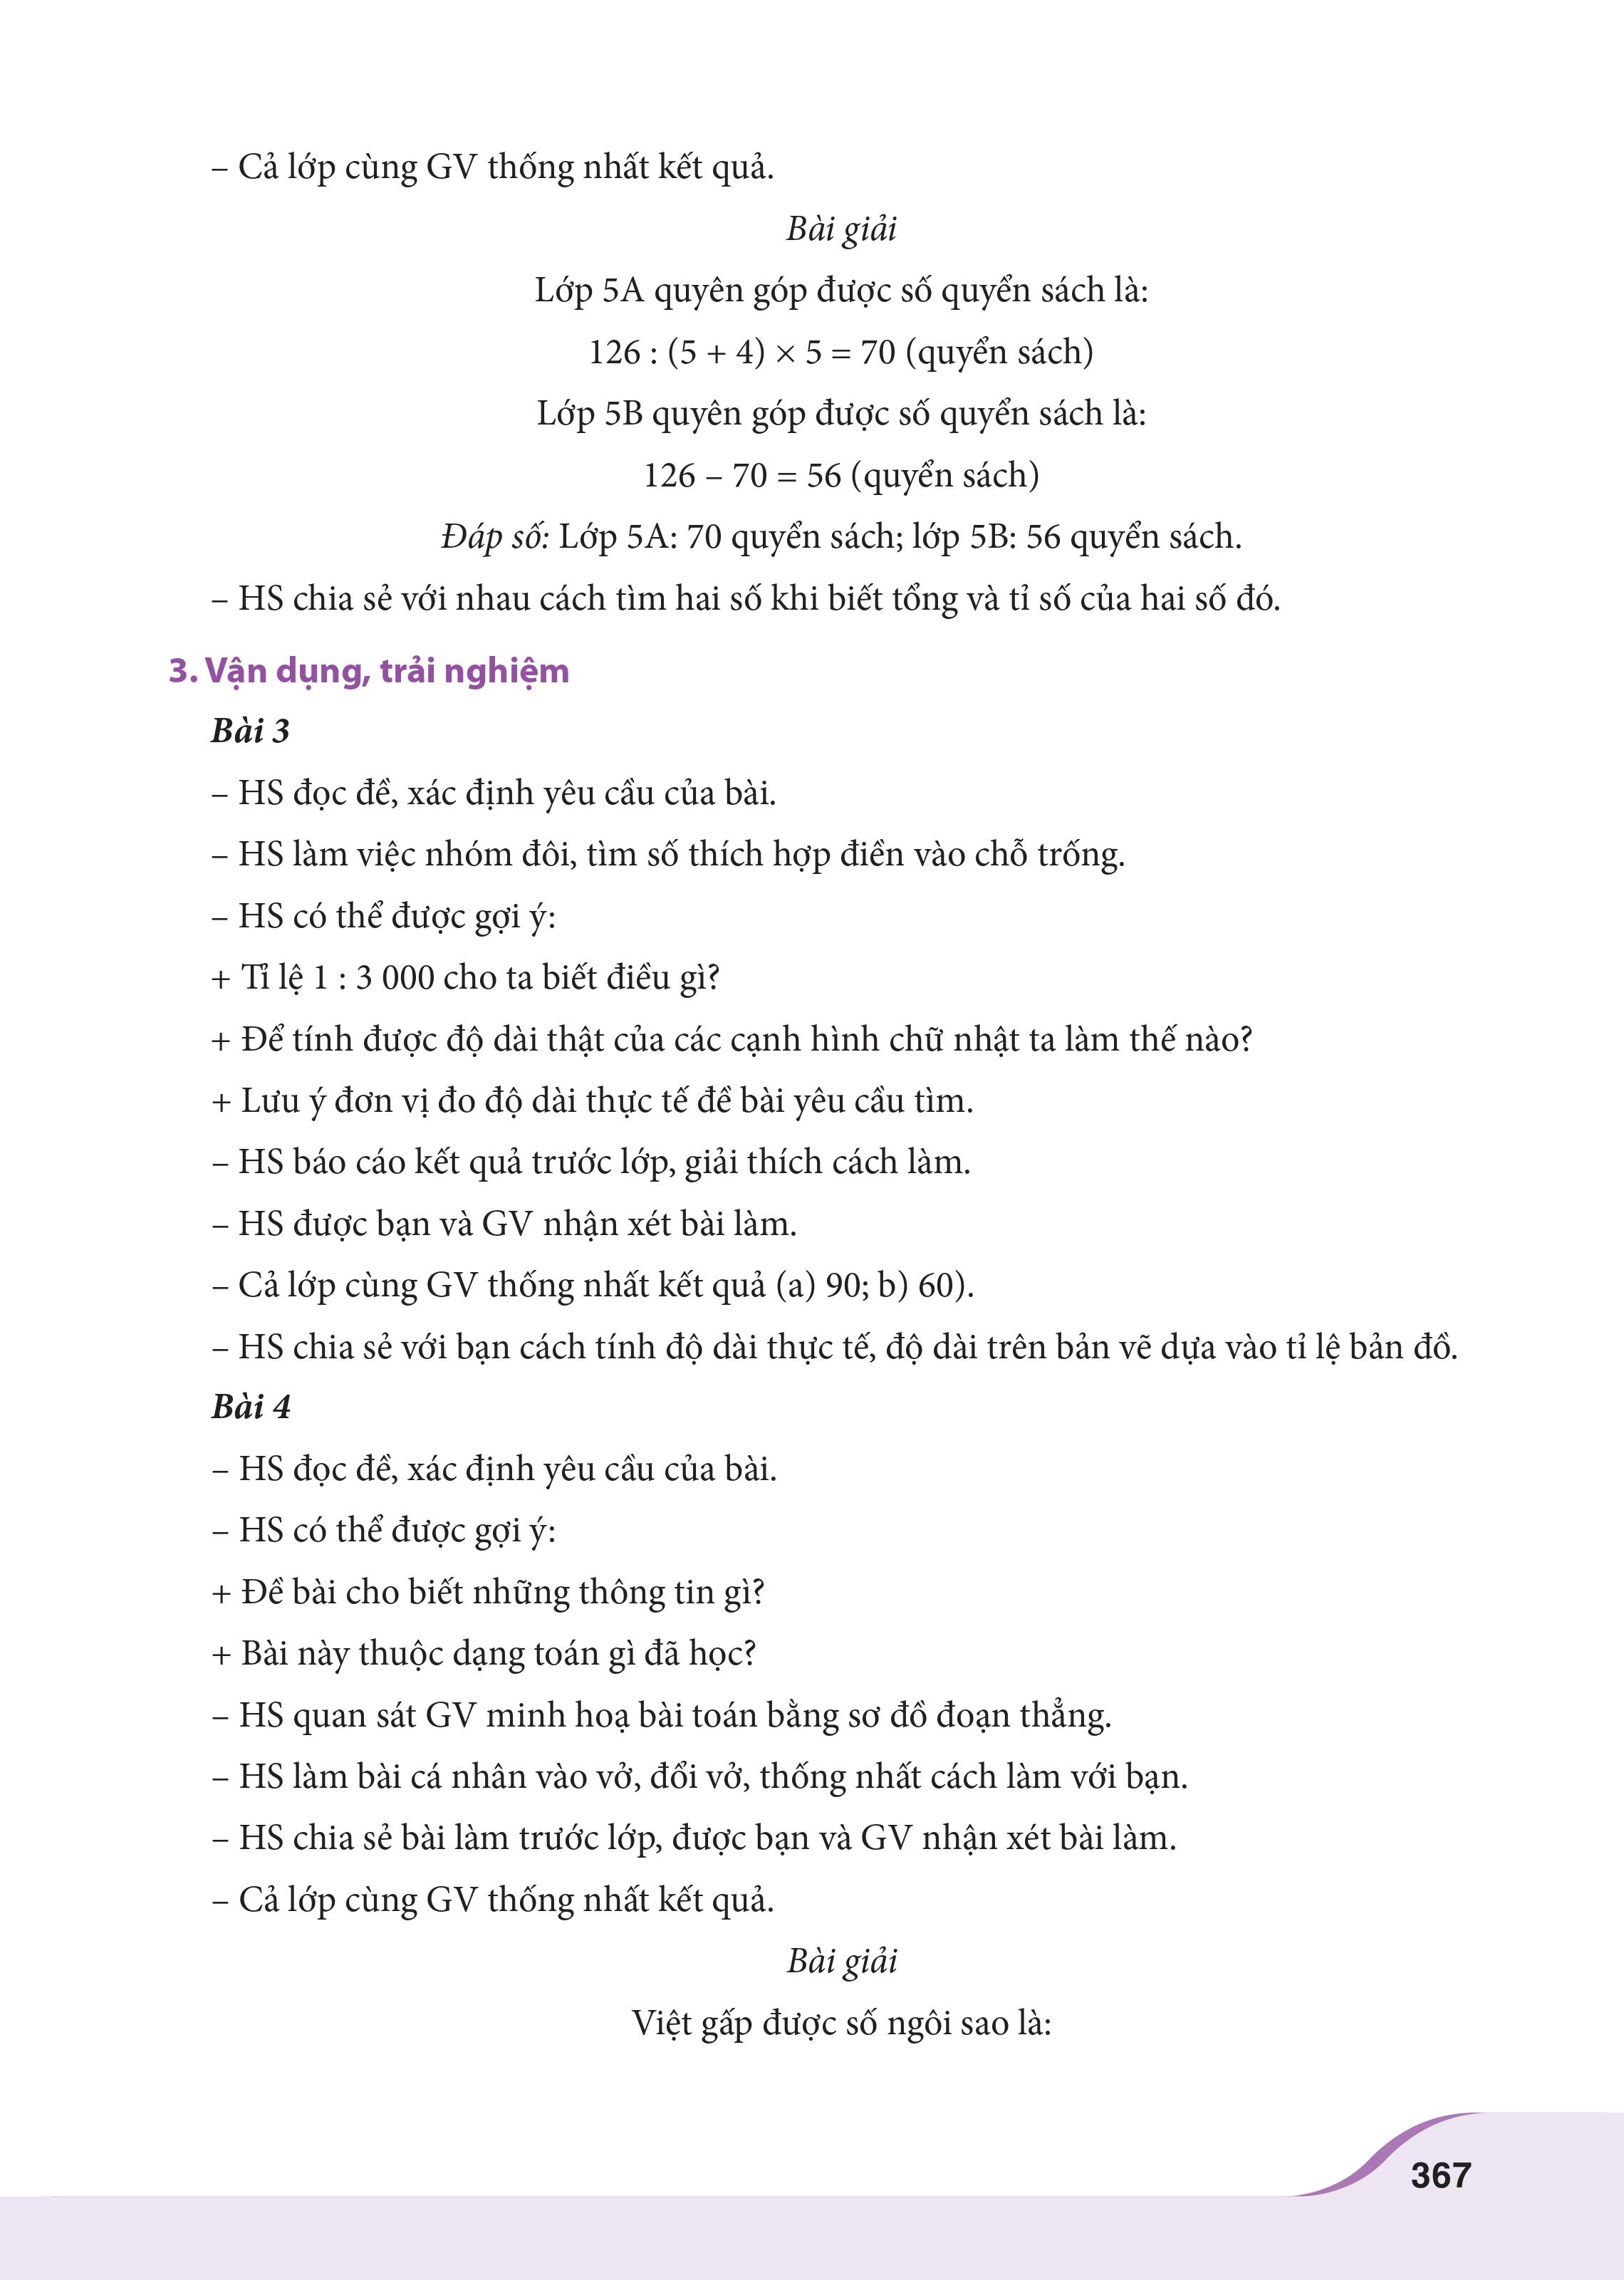 – Cả lớp cùng GV thống nhất kết quả.
Bài giải
Lớp 5A quyên góp được số quyển sách là:
126 : (5 + 4) × 5 = 70 (quyển sách)
Lớp 5B quyên góp được số quyển sách là:
126 – 70 = 56 (quyển sách)
Đáp số: Lớp 5A: 70 quyển sách; lớp 5B: 56 quyển sách.
– HS chia sẻ với nhau cách tìm hai số khi biết tổng và tỉ số của hai số đó.
3. Vận dụng, trải nghiệm
Bài 3
– HS đọc đề, xác định yêu cầu của bài.
– HS làm việc nhóm đôi, tìm số thích hợp điền vào chỗ trống.
– HS có thể được gợi ý:
+ Tỉ lệ 1 : 3 000 cho ta biết điều gì?
+ Để tính được độ dài thật của các cạnh hình chữ nhật ta làm thế nào?
+ Lưu ý đơn vị đo độ dài thực tế đề bài yêu cầu tìm.
– HS báo cáo kết quả trước lớp, giải thích cách làm.
– HS được bạn và GV nhận xét bài làm.
– Cả lớp cùng GV thống nhất kết quả (a) 90; b) 60).
– HS chia sẻ với bạn cách tính độ dài thực tế, độ dài trên bản vẽ dựa vào tỉ lệ bản đồ.
Bài 4
– HS đọc đề, xác định yêu cầu của bài.
– HS có thể được gợi ý:
+ Đề bài cho biết những thông tin gì?
+ Bài này thuộc dạng toán gì đã học?
– HS quan sát GV minh hoạ bài toán bằng sơ đồ đoạn thẳng.
– HS làm bài cá nhân vào vở, đổi vở, thống nhất cách làm với bạn.
– HS chia sẻ bài làm trước lớp, được bạn và GV nhận xét bài làm.
– Cả lớp cùng GV thống nhất kết quả.
Bài giải
Việt gấp được số ngôi sao là:
367